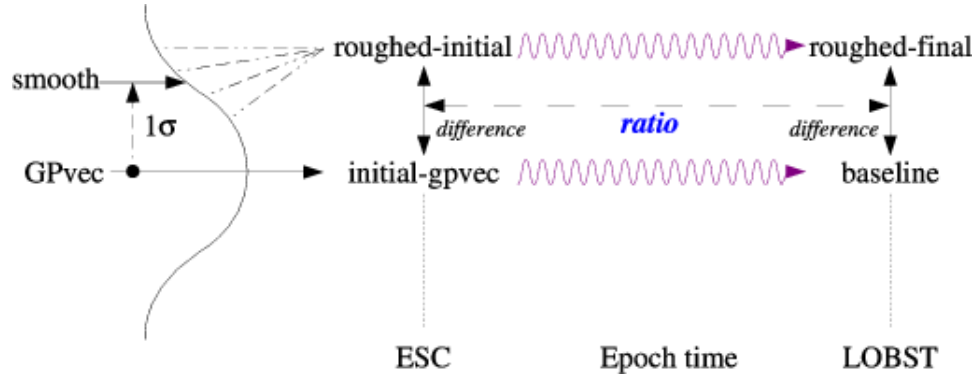 roughed-initial
roughed-final
smooth
1σ
difference
ratio
difference
GPvec
initial-gpvec
baseline
ESC
Epoch time
LOBST